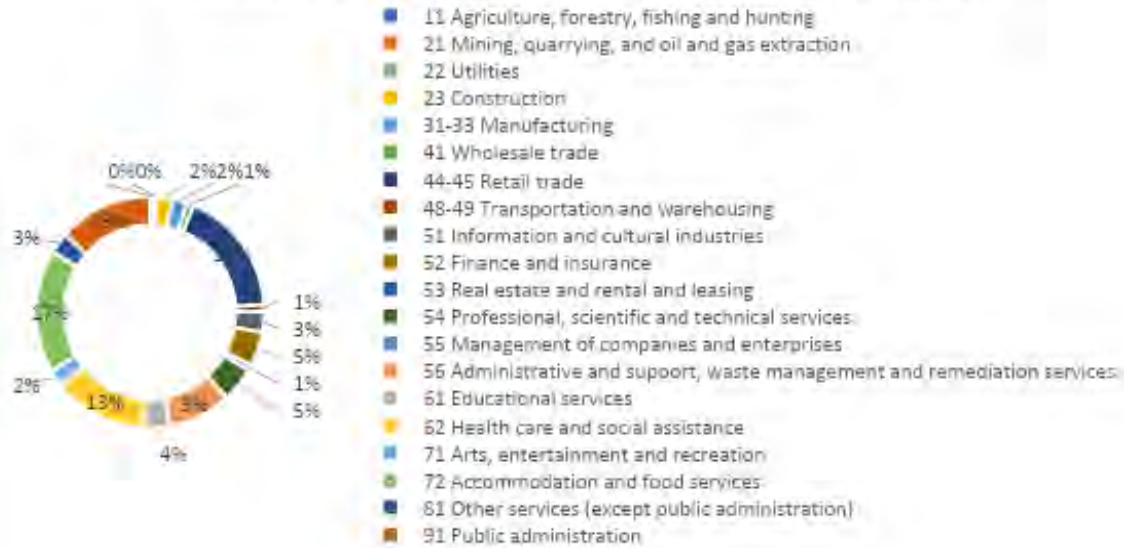 11 Agriculture, forestry, fishing and hunting
21 Mining, quarrying, and oil and gas extraction
22 Utilities
23 Construction
31-33 Manufacturing
41 Wholesale trade
44-45 Retail trade
48-49 Transportation and warehousing
51 Information and cultural industries
52 Finance and insurance
53 Real estate and rental and leasing
54 Professional, scientific and technical services
55 Management of companies and enterprises
56 Administrative and support, waste management and remediation services
61 Educational services
62 Health care and social assistance
71 Arts, entertainment and recreation
72 Accommodation and food services
81 Other services (except public administration)
91 Public administration
0%0%
2%2%1%
3%
1%
3%
17%
5%
1%
2%
13%
5%
4%